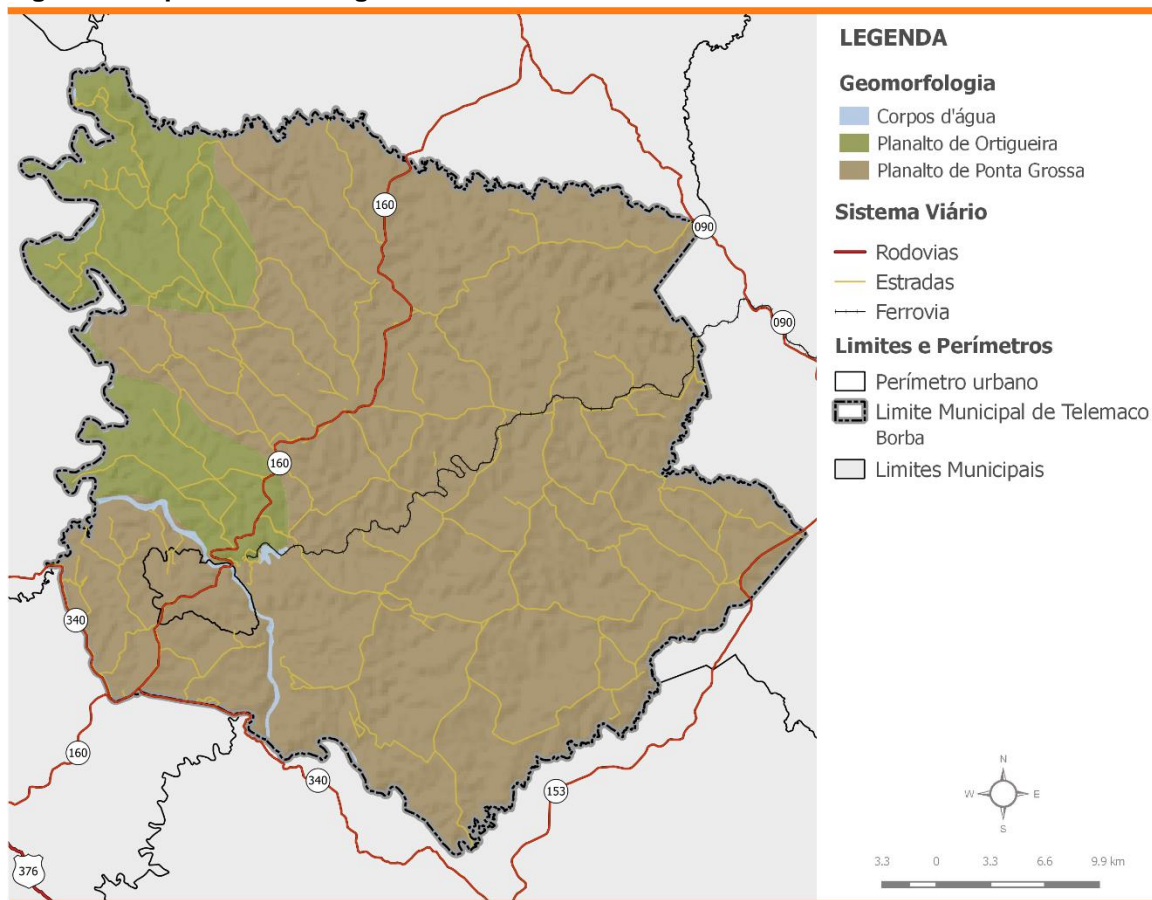 LEGENDA
Geomorfologia
Corpos d'água
Planalto de Ortigueira
Planalto de Ponta Grossa
Sistema Viário
Rodovias
Estradas
Ferrovia
Limites e Perímetros
Perímetro urbano
Limite Municipal de Telemaco
Borba
Limites Municipais
160
090
090
160
340
160
340
153
376
N
W E
S
3.3 0 3.3 6.6 9.9 km